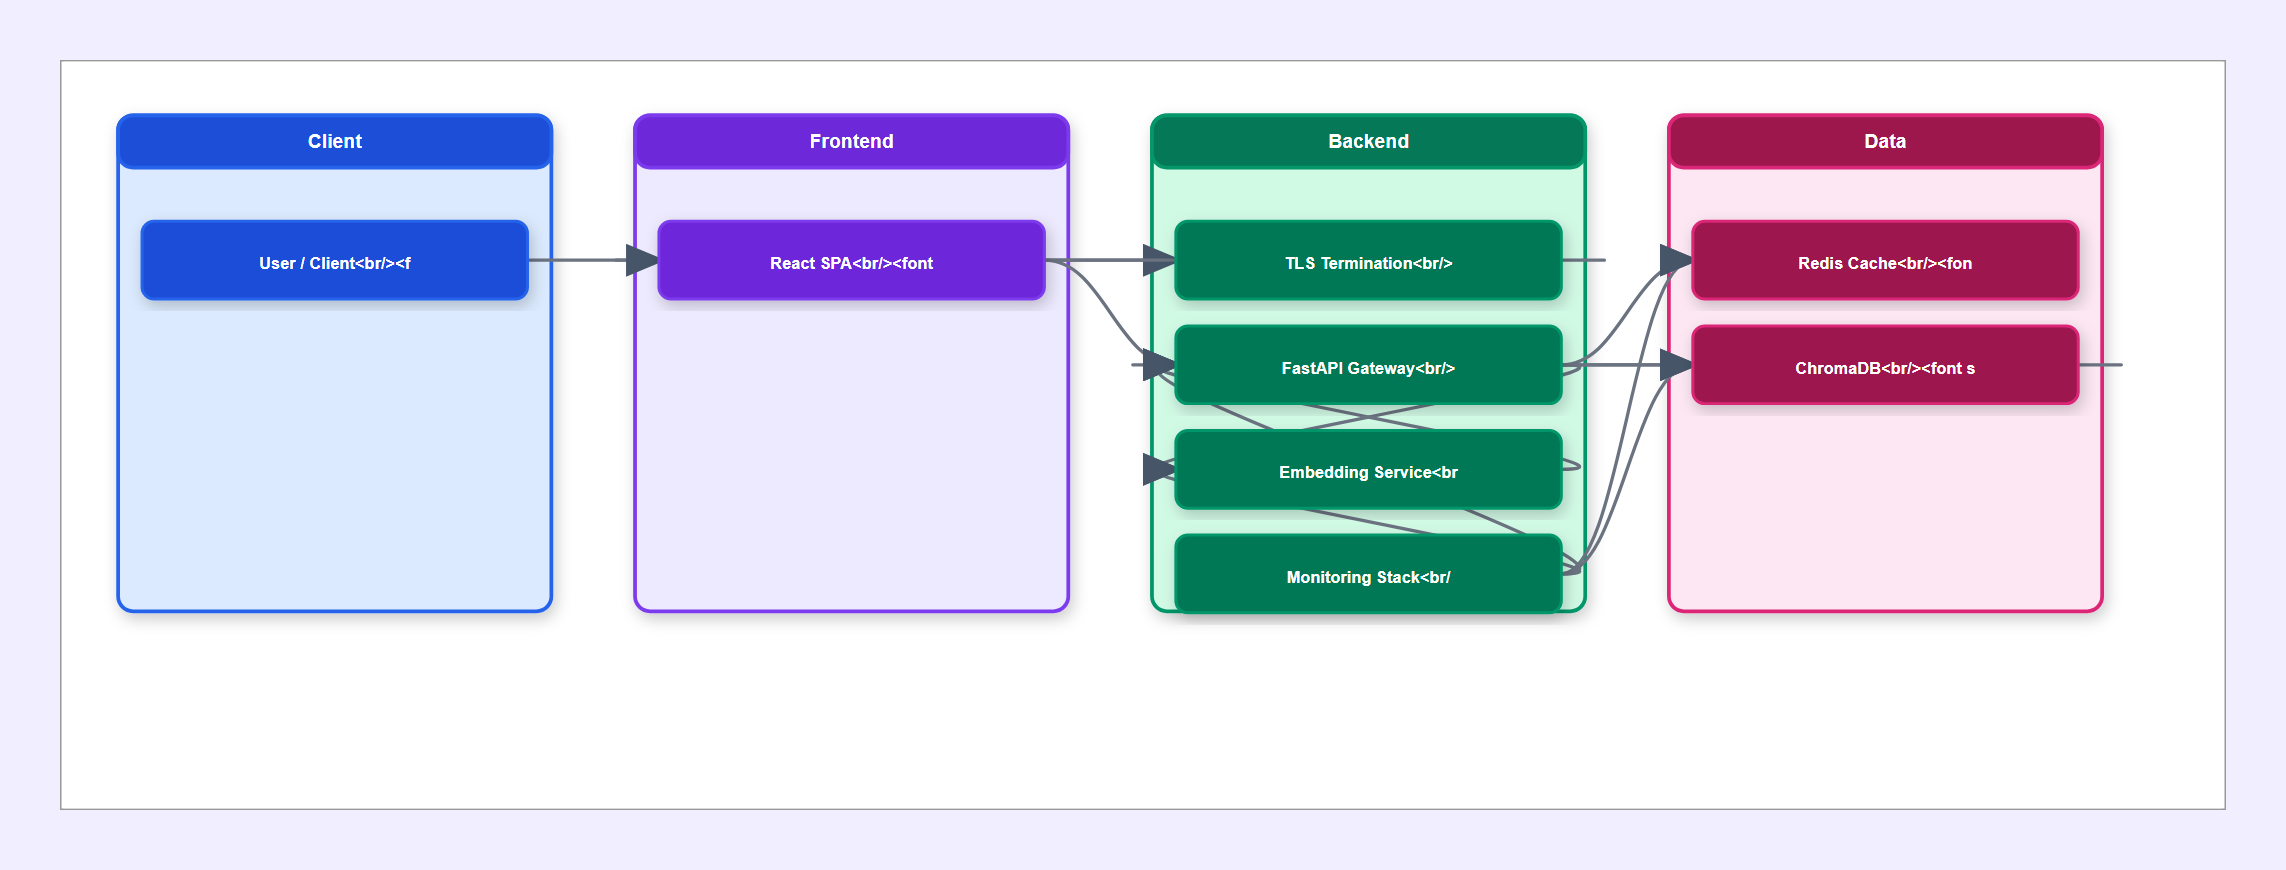 Client
User / Client<br/><f
Frontend
React SPA<br/><font
Backend
TLS Termination<br/>
FastAPI Gateway<br/>
Embedding Service<br
Monitoring Stack<br/
Data
Redis Cache<br/><fon
ChromaDB<br/><font s